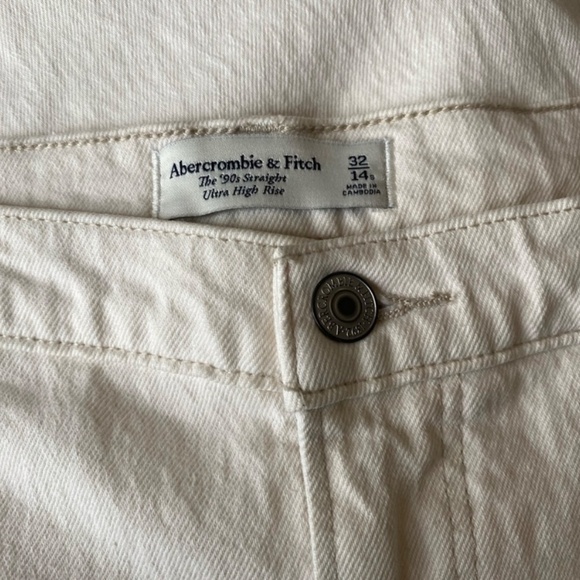 Abercrombie & Fitch
The '90s Straight
Ultra High Rise
32
14
MADE IN
CAMBODIA